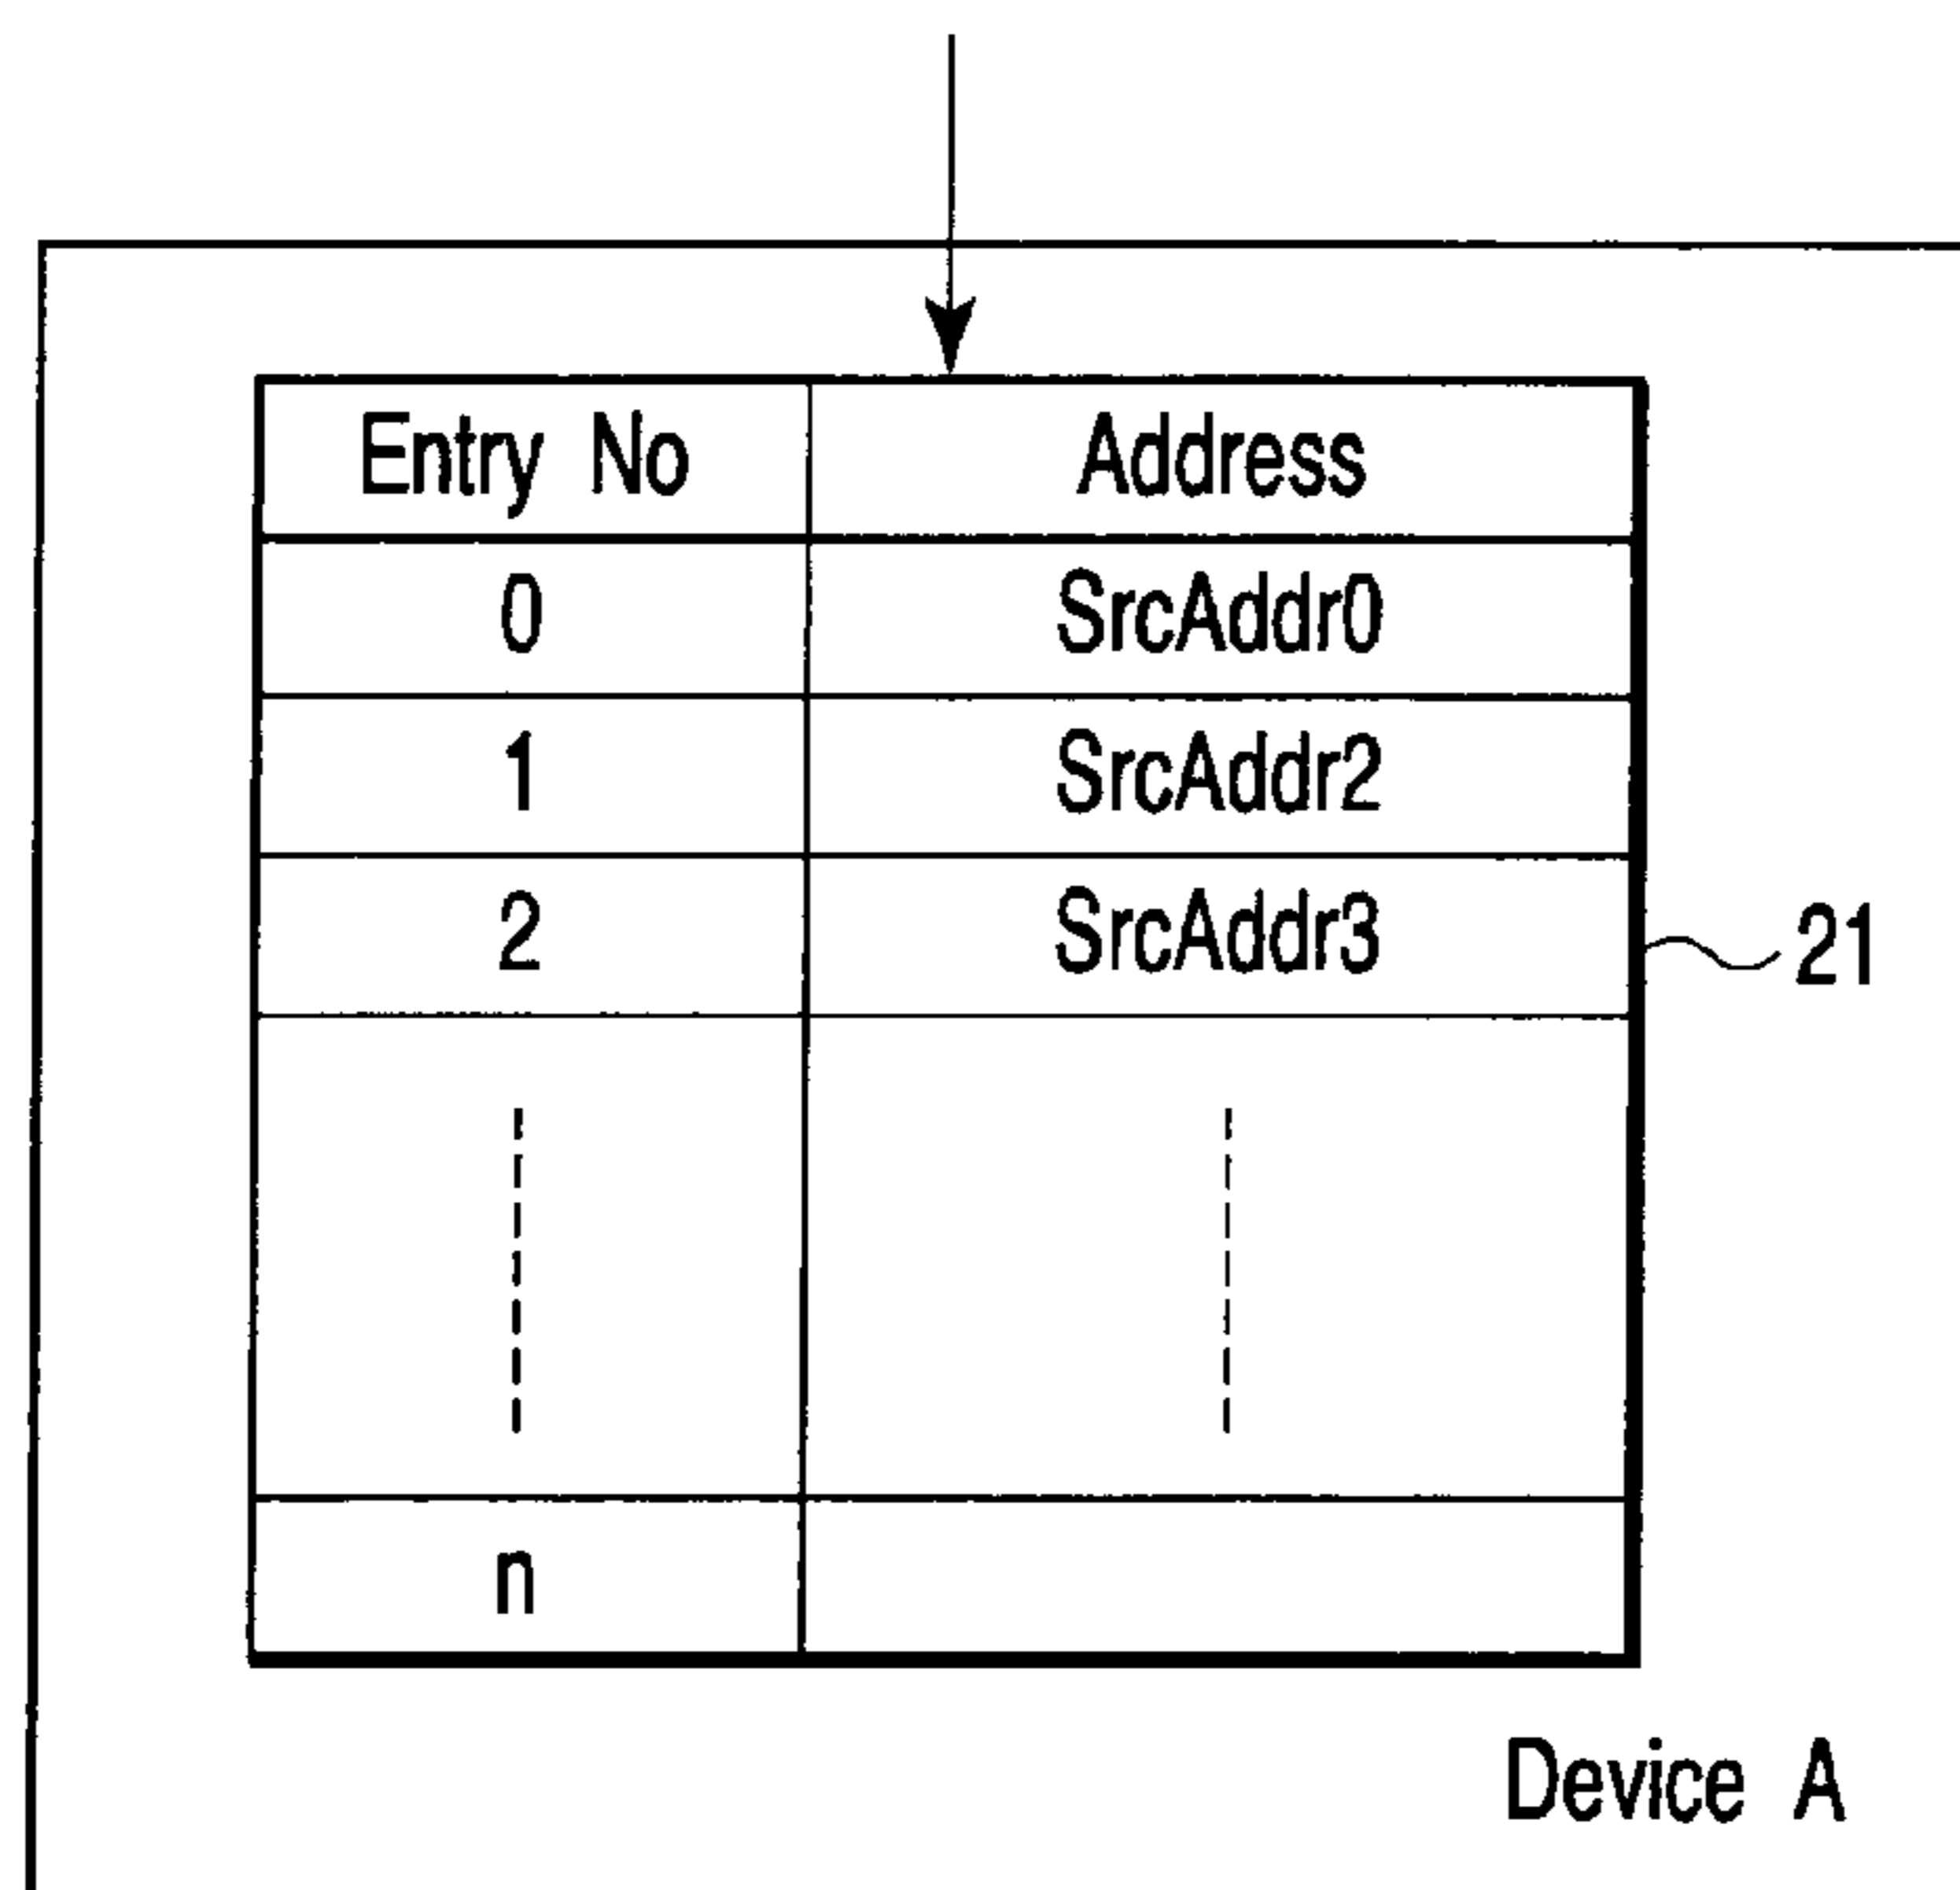 Entry No Address
0 SrcAddr0
1 SrcAddr2
2 SrcAddr3
21
n
Device A